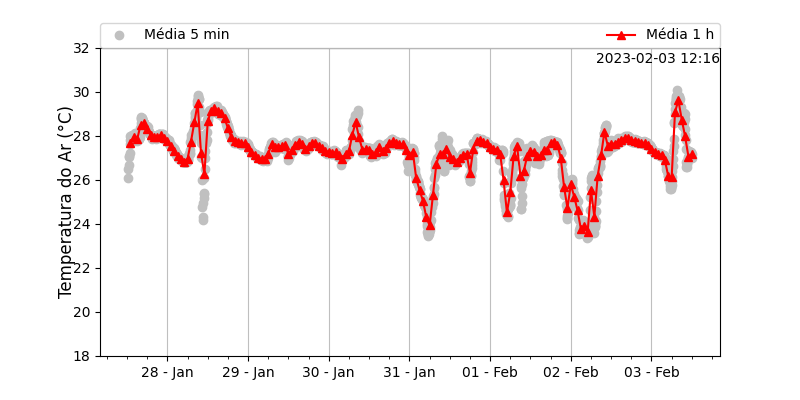 Média 5 min
Média 1 h
2023-02-03 12:16
Temperatura do Ar (°C)
32
30
28
26
24
22
20
18
28 - Jan
29 - Jan
30 - Jan
31 - Jan
01 - Feb
02 - Feb
03 - Feb